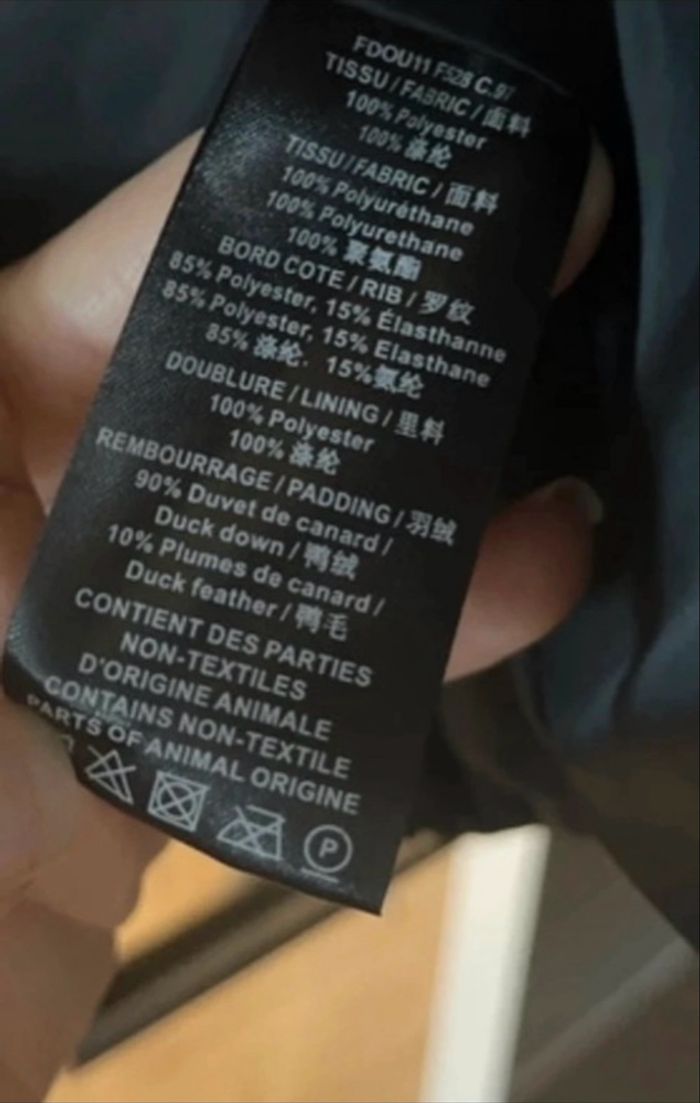 FDOU11 F528 C.97
TISSU / FABRIC / 面料
100% Polyester
100% 涤纶
TISSU / FABRIC / 面料
100% Polyuréthane
100% Polyurethane
100% 聚氨酯
BORD COTE / RIB / 罗纹
85% Polyester, 15% Élasthanne
85% Polyester, 15% Elasthane
85% 涤纶, 15%氨纶
DOUBLURE / LINING / 里料
100% Polyester
100% 涤纶
REMBOURRAGE / PADDING / 羽绒
90% Duvet de canard /
Duck down / 鸭绒
10% Plumes de canard /
Duck feather / 鸭毛
CONTIENT DES PARTIES
NON-TEXTILES
D'ORIGINE ANIMALE
CONTAINS NON-TEXTILE
PARTS OF ANIMAL ORIGINE
P